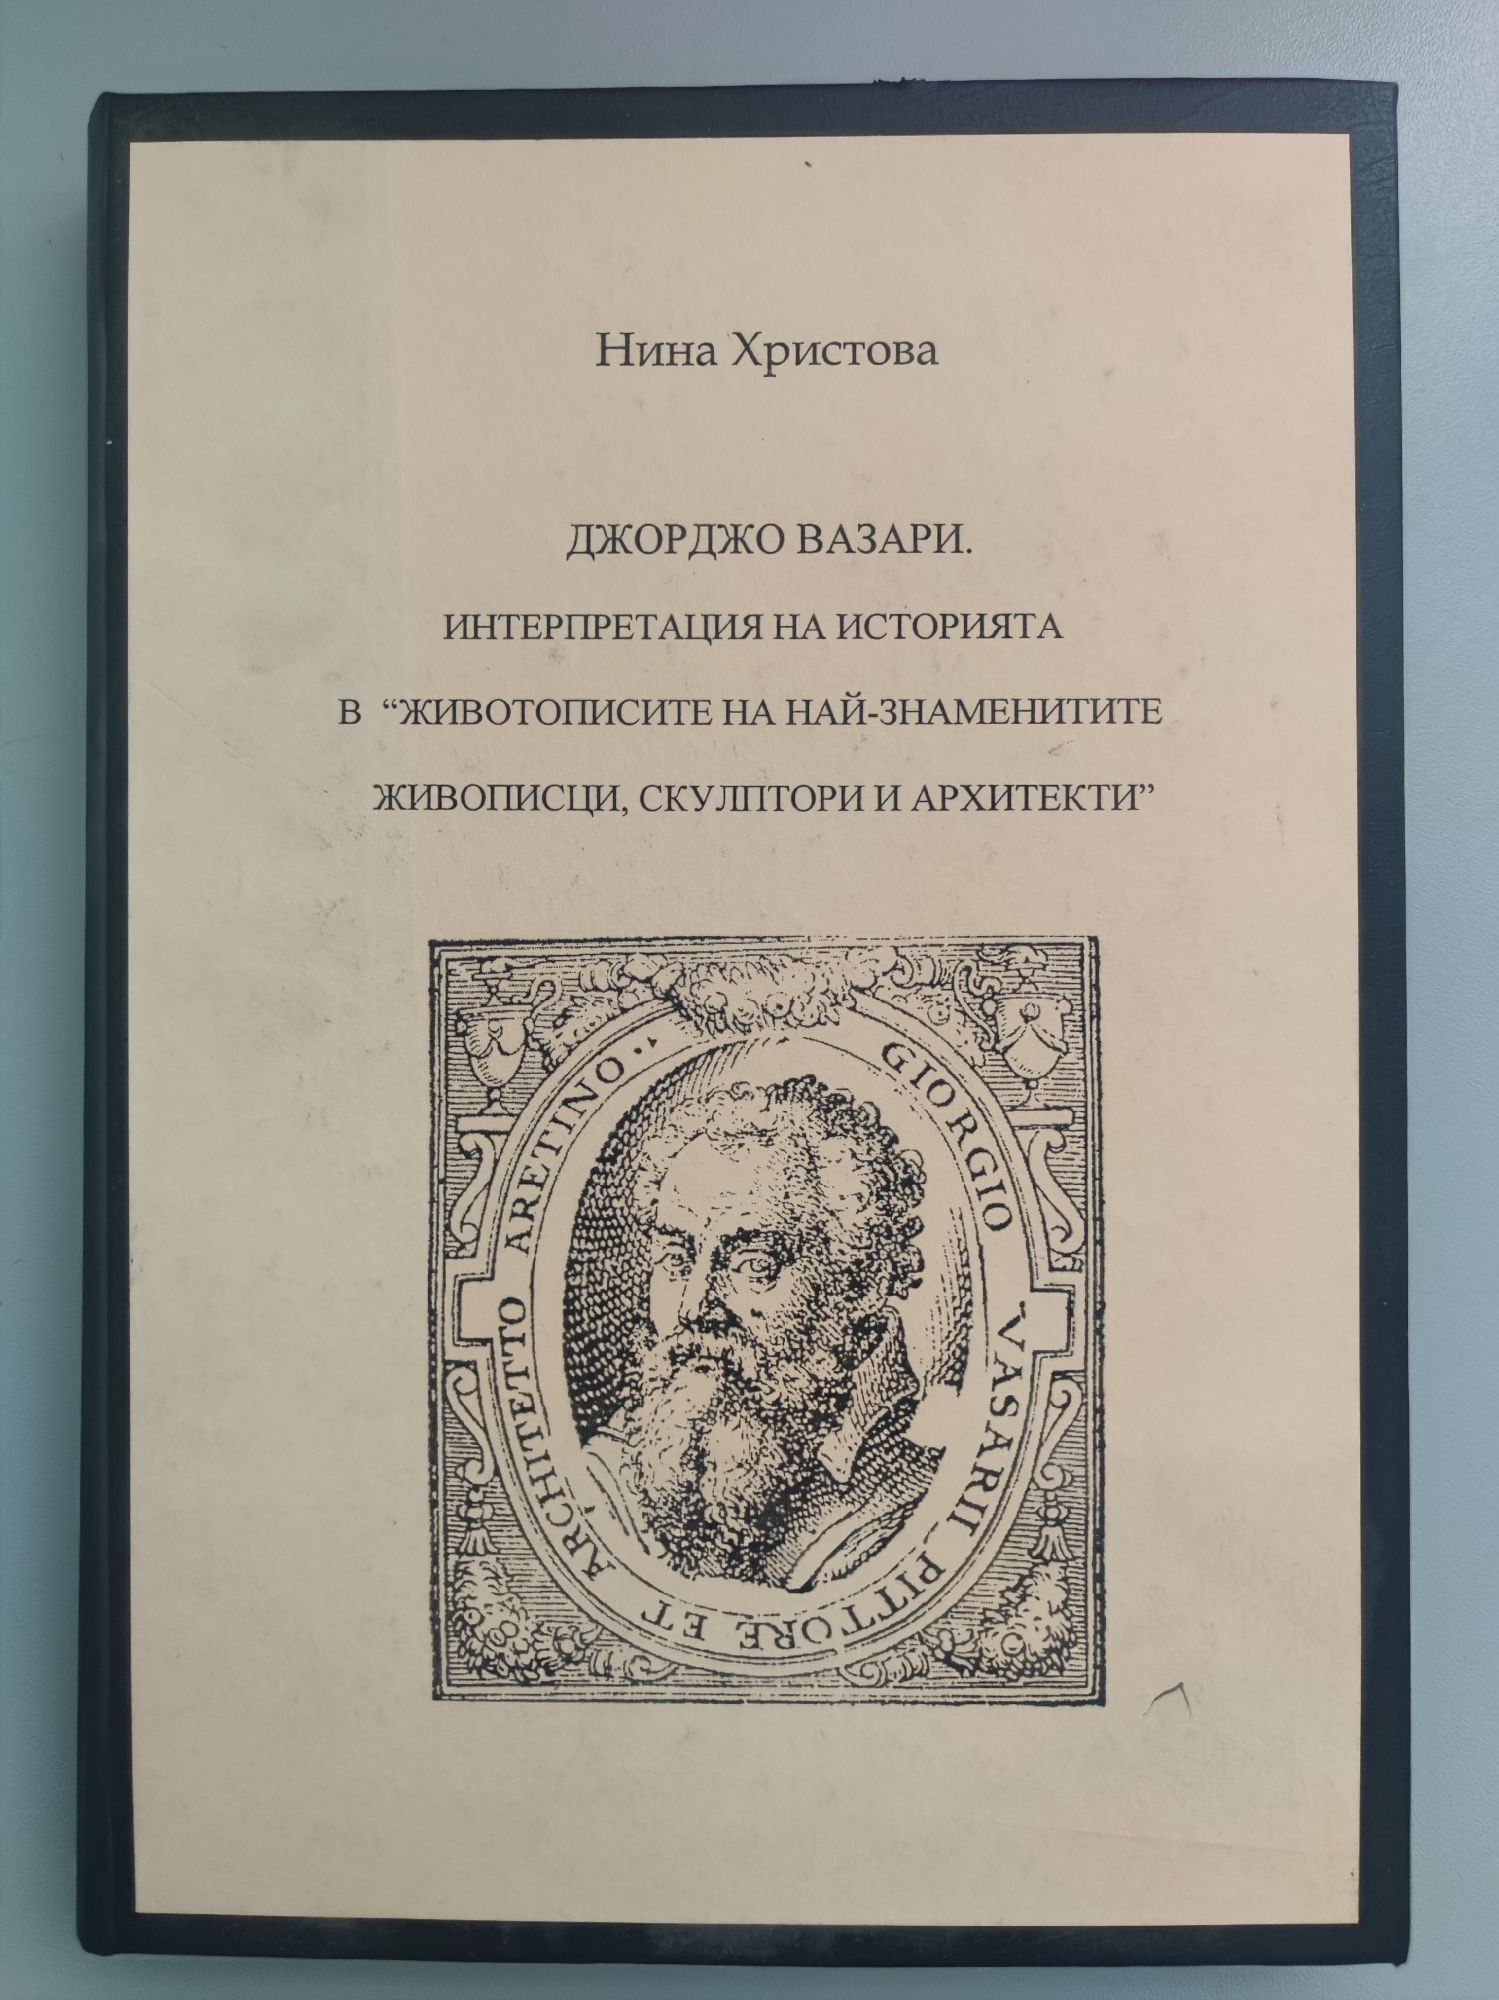 Нина Христова
ДЖОРДЖО ВАЗАРИ.
ИНТЕРПРЕТАЦИЯ НА ИСТОРИЯТА
В “ЖИВОТОПИСИТЕ НА НАЙ-ЗНАМЕНИТИТЕ
ЖИВОПИСЦИ, СКУЛПТОРИ И АРХИТЕКТИ”
GIORGIO VASARII PITTORE ET ARCHITETTO ARETINO